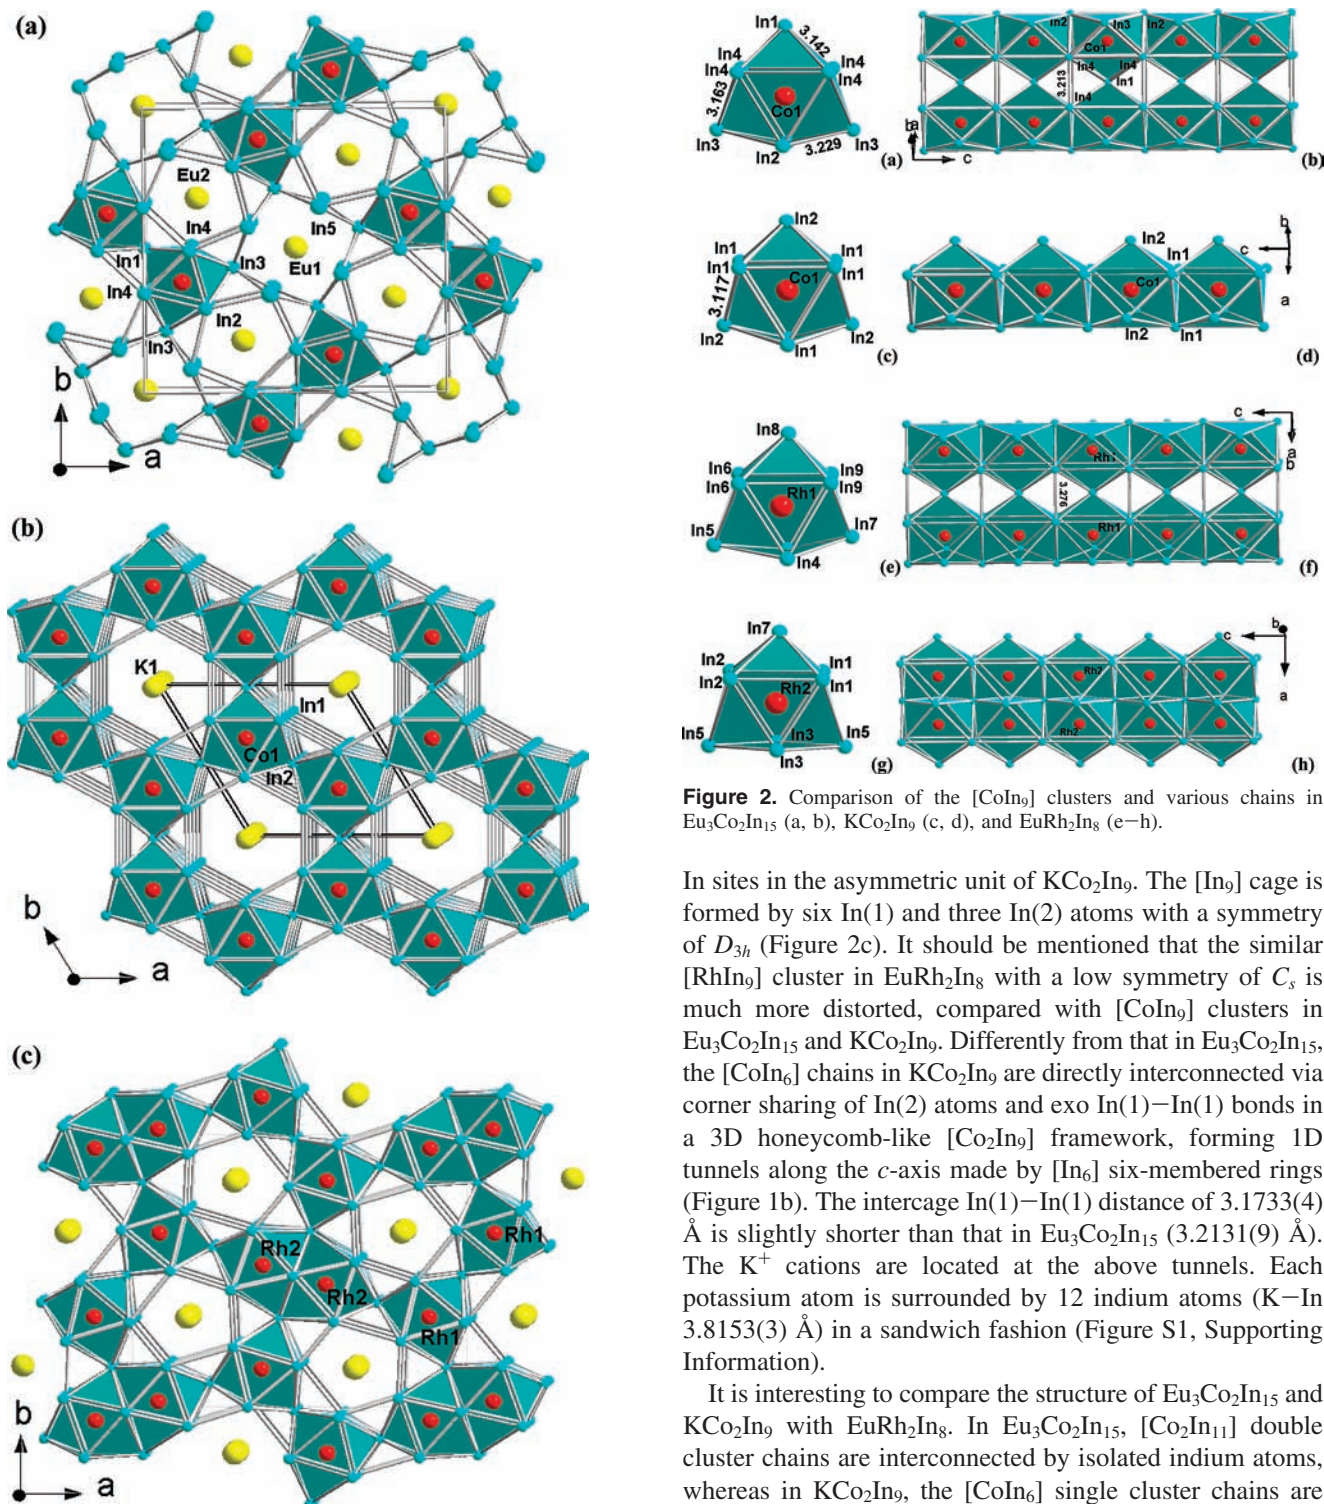 (a)
Eu2
In4
In5
In1
In3
Eu1
In4
In2
In3
b
a
(b)
K1
In1
Co1
In2
b
a
(c)
Rh2
Rh1
Rh2
Rh1
b
a
In1
3.142
In4
In4
In4
In4
3.163
Co1
In3
In2
3.229
In3
(a)
In2
In3
In2
Co1
In4
In4
3.213
In1
In4
b
a
c
(b)
In2
In1
In1
In1
In1
Co1
3.117
In2
In1
In2
(c)
b
In2
In1
c
Co1
a
In2
In1
(d)
In8
In6
In9
In6
In9
Rh1
In5
In7
In4
(e)
c
Rh1
a
b
3.276
Rh1
(f)
In7
In2
In1
In2
In1
Rh2
In5
In3
In5
In3
(g)
b
c
Rh2
a
Rh2
(h)
Figure 2. Comparison of the [CoIn₉] clusters and various chains in
Eu₃Co₂In₁₅ (a, b), KCo₂In₉ (c, d), and EuRh₂In₈ (e−h).
In sites in the asymmetric unit of KCo₂In₉. The [In₉] cage is
formed by six In(1) and three In(2) atoms with a symmetry
of D₃ₕ (Figure 2c). It should be mentioned that the similar
[RhIn₉] cluster in EuRh₂In₈ with a low symmetry of Cₛ is
much more distorted, compared with [CoIn₉] clusters in
Eu₃Co₂In₁₅ and KCo₂In₉. Differently from that in Eu₃Co₂In₁₅,
the [CoIn₆] chains in KCo₂In₉ are directly interconnected via
corner sharing of In(2) atoms and exo In(1)−In(1) bonds in
a 3D honeycomb-like [Co₂In₉] framework, forming 1D
tunnels along the c-axis made by [In₆] six-membered rings
(Figure 1b). The intercage In(1)−In(1) distance of 3.1733(4)
Å is slightly shorter than that in Eu₃Co₂In₁₅ (3.2131(9) Å).
The K⁺ cations are located at the above tunnels. Each
potassium atom is surrounded by 12 indium atoms (K−In
3.8153(3) Å) in a sandwich fashion (Figure S1, Supporting
Information).
It is interesting to compare the structure of Eu₃Co₂In₁₅ and
KCo₂In₉ with EuRh₂In₈. In Eu₃Co₂In₁₅, [Co₂In₁₁] double
cluster chains are interconnected by isolated indium atoms,
whereas in KCo₂In₉, the [CoIn₆] single cluster chains are